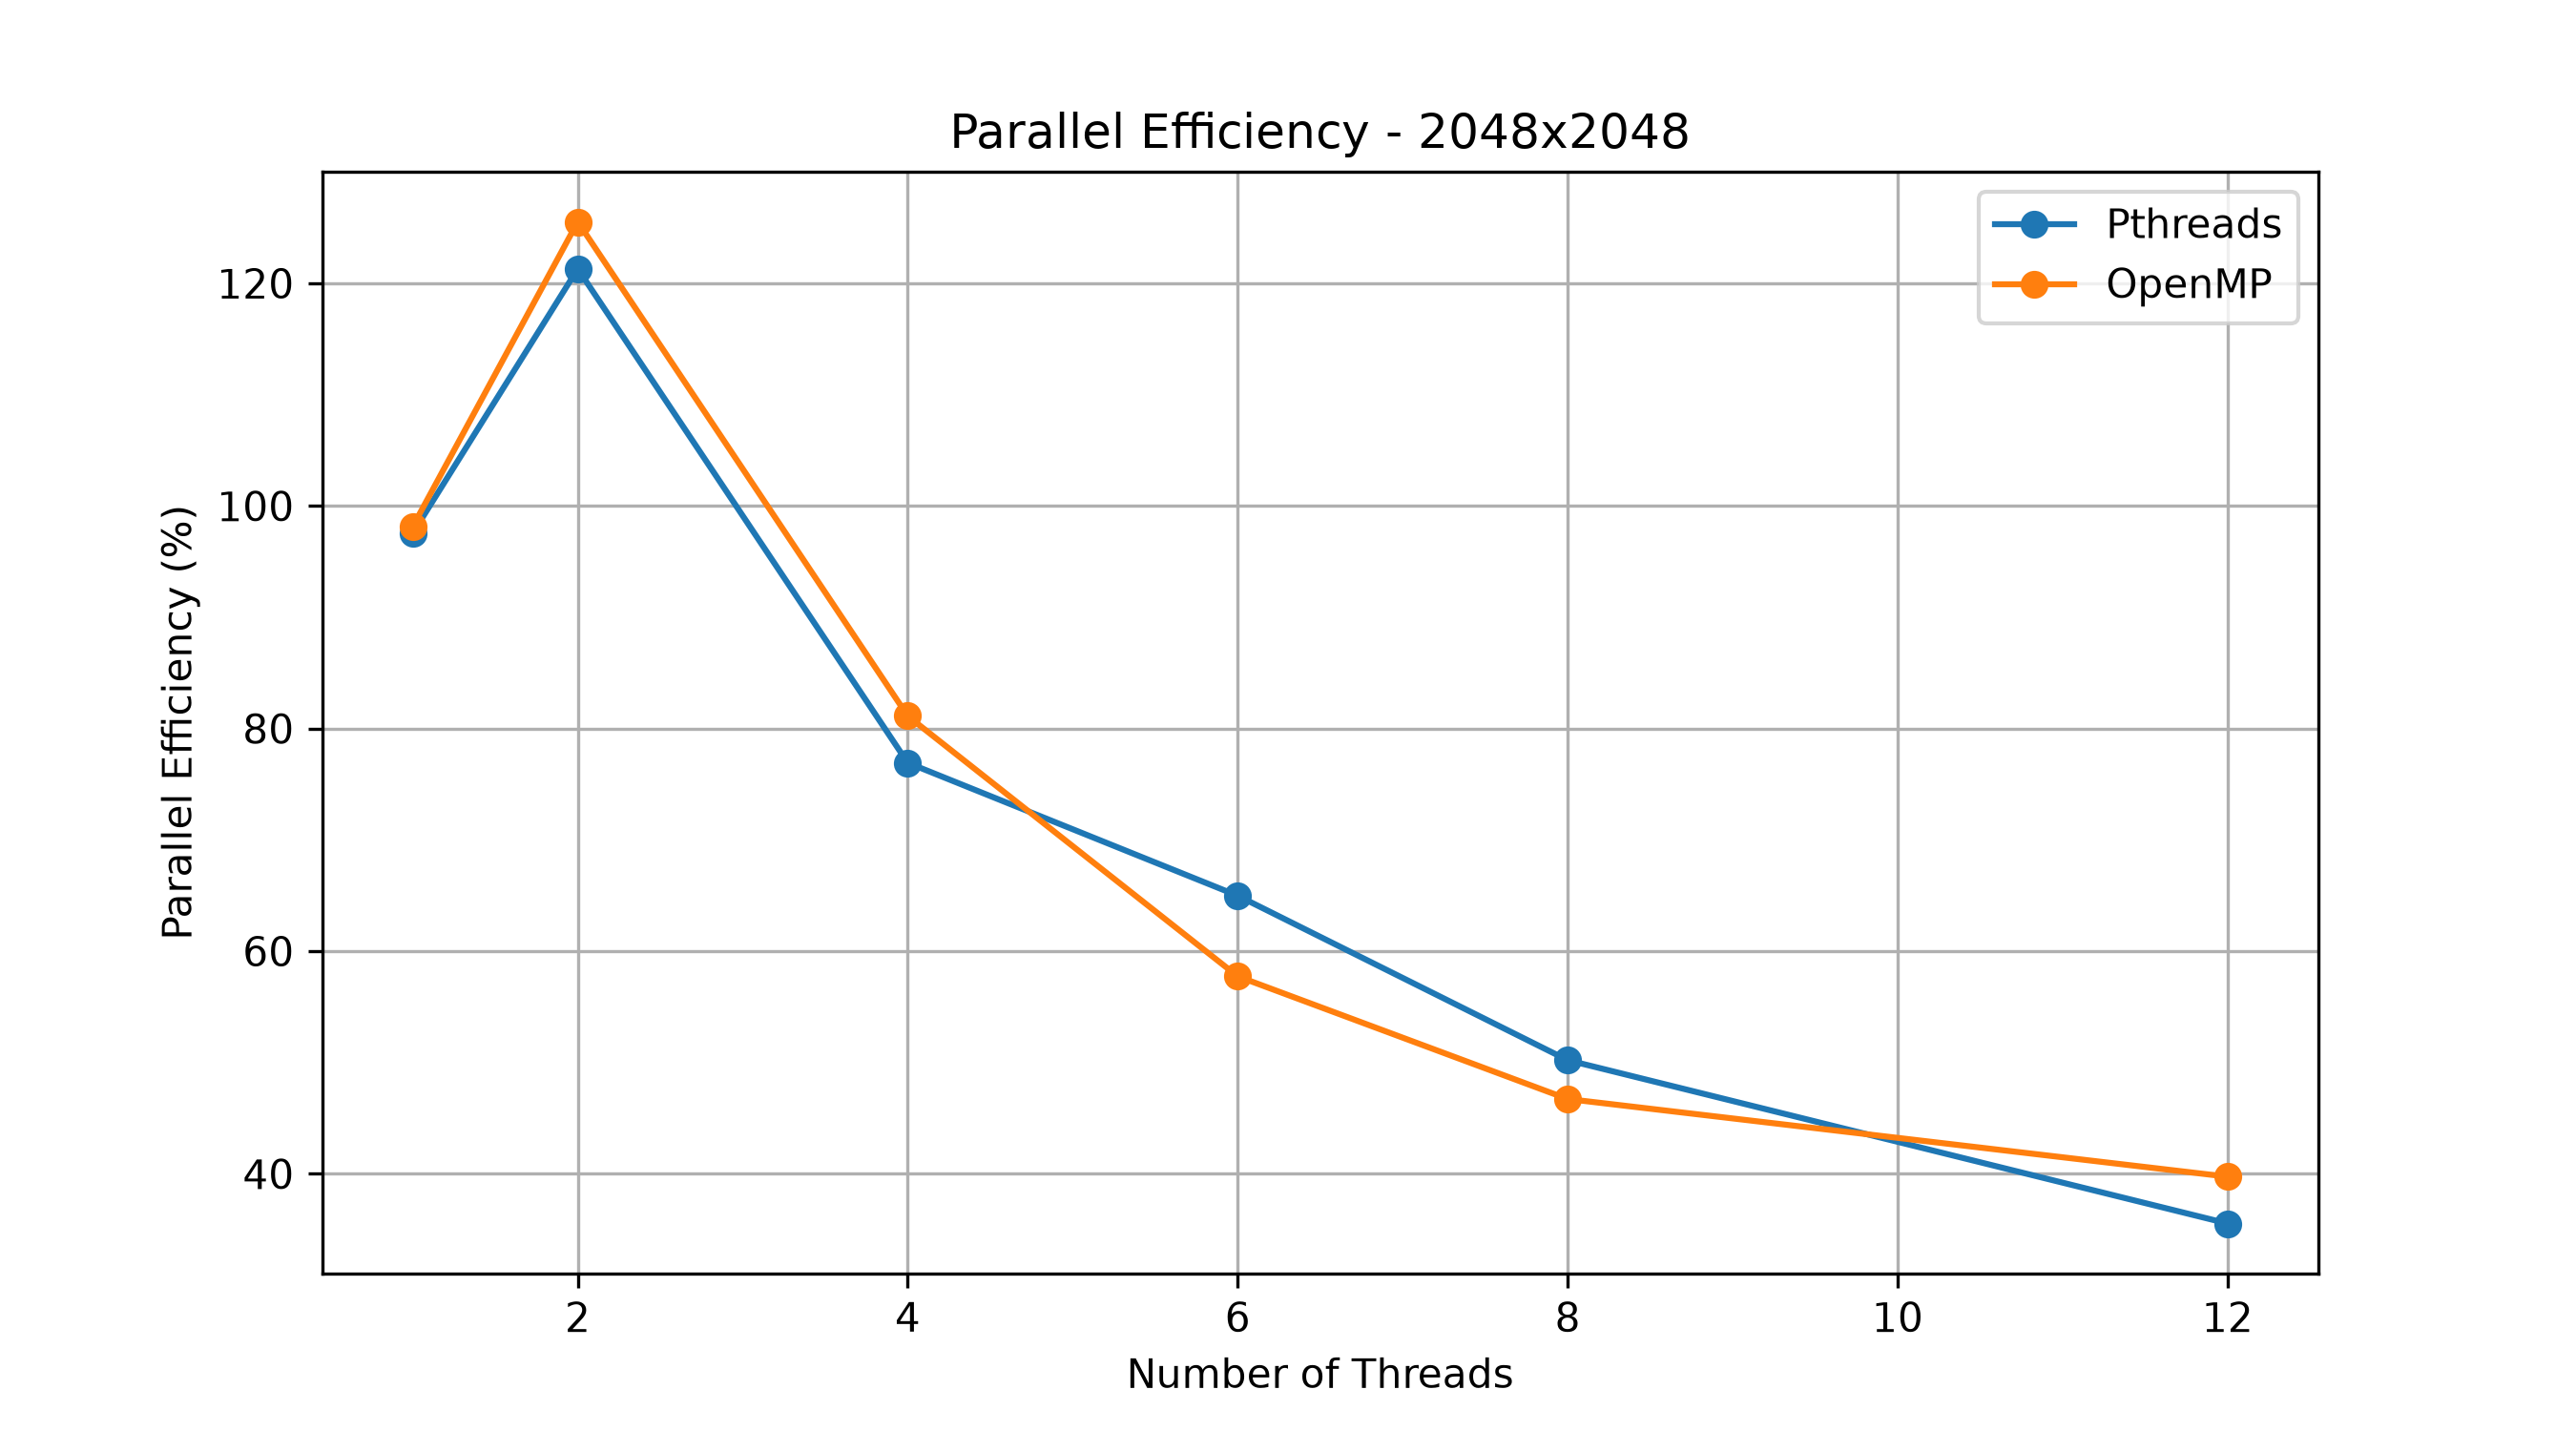 Parallel Efficiency - 2048x2048
Pthreads
OpenMP
Parallel Efficiency (%)
120
100
80
60
40
2 4 6 8 10 12
Number of Threads